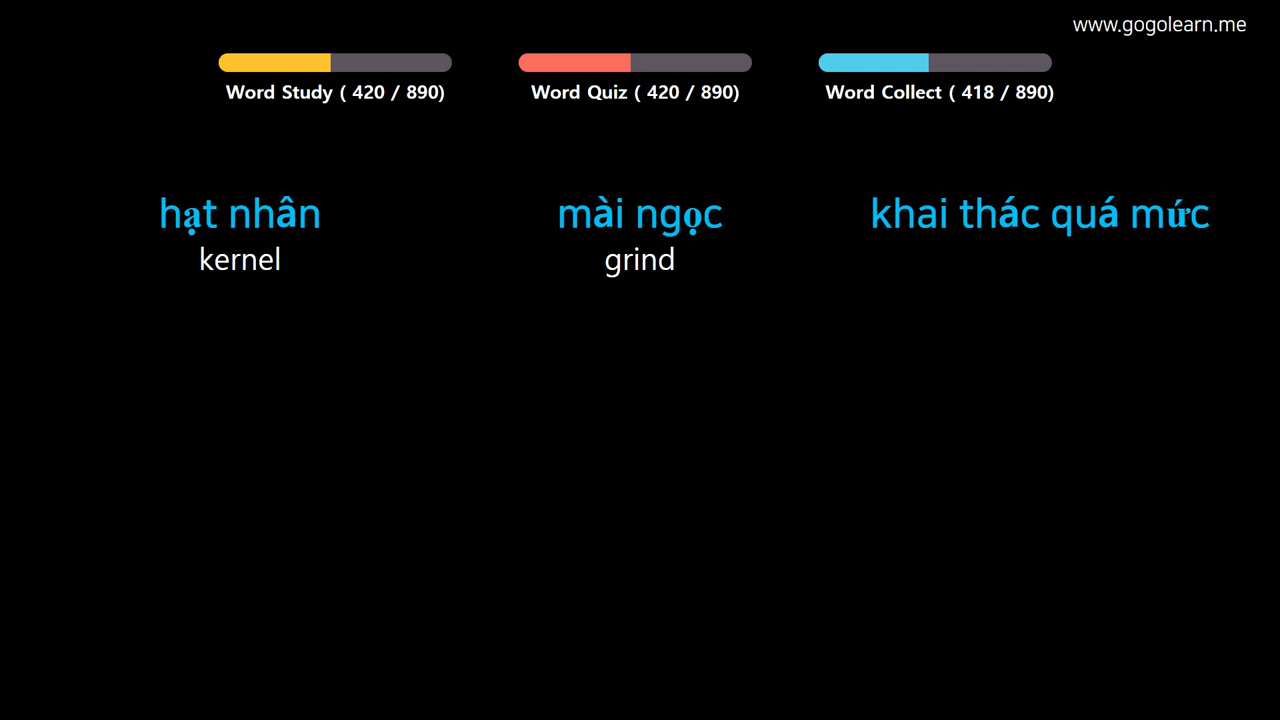 www.gogolearn.me
Word Study ( 420 / 890)
Word Quiz ( 420 / 890)
Word Collect ( 418 / 890)
hạt nhân
kernel
mài ngọc
grind
khai thác quá mức